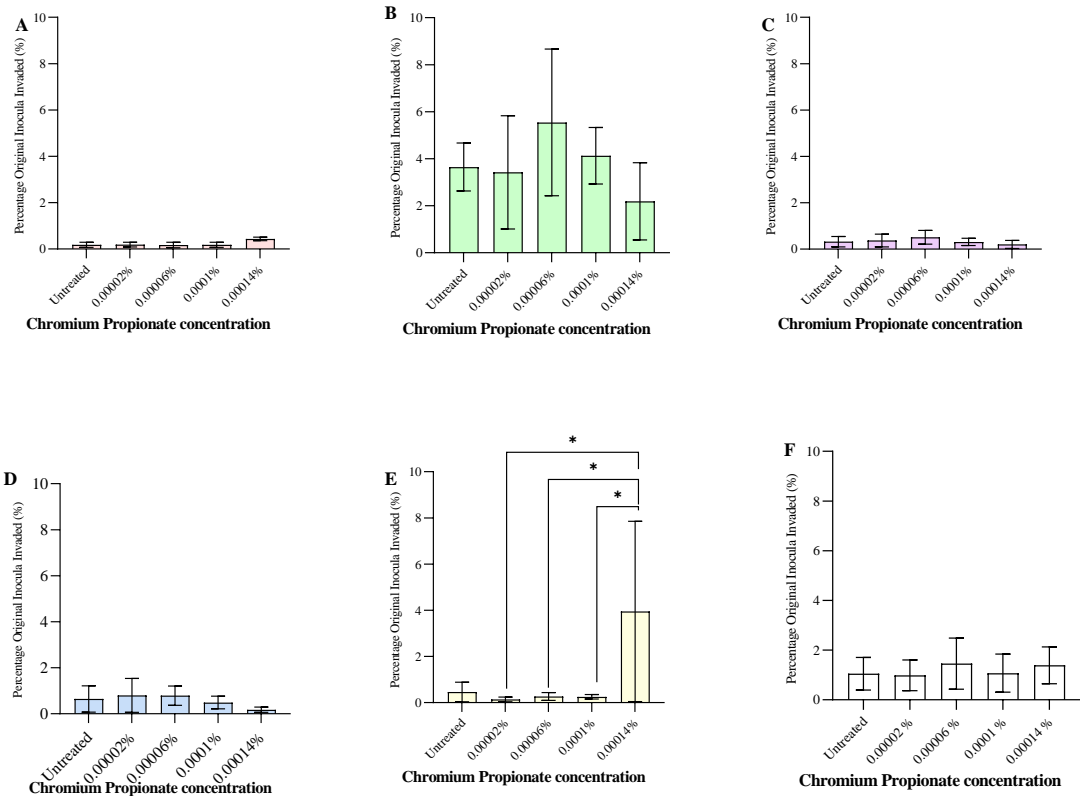 A
Percentage Original Inocula Invaded (%)
10
8
6
4
2
0
Untreated
0.00002%
0.00006%
0.0001%
0.00014%
Chromium Propionate concentration
B
Percentage Original Inocula Invaded (%)
10
8
6
4
2
0
Untreated
0.00002%
0.00006%
0.0001%
0.00014%
Chromium Propionate concentration
C
Percentage Original Inocula Invaded (%)
10
8
6
4
2
0
Untreated
0.00002%
0.00006%
0.0001%
0.00014%
Chromium Propionate concentration
D
Percentage Original Inocula Invaded (%)
10
8
6
4
2
0
Untreated
0.00002%
0.00006%
0.0001%
0.00014%
Chromium Propionate concentration
E
Percentage Original Inocula Invaded (%)
10
8
6
4
2
0
*
*
*
Untreated
0.00002%
0.00006%
0.0001%
0.00014%
Chromium Propionate concentration
F
Percentage Original Inocula Invaded (%)
10
8
6
4
2
0
Untreated
0.00002 %
0.00006 %
0.0001 %
0.00014 %
Chromium Propionate concentration